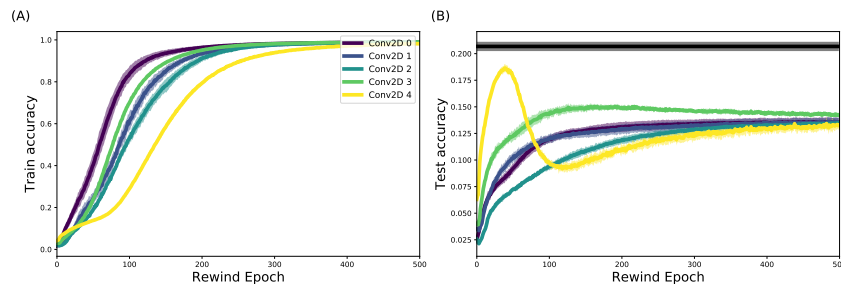 (A)
1.0
0.8
0.6
0.4
0.2
0.0
0
100
200
300
400
500
Train accuracy
Rewind Epoch
Conv2D 0
Conv2D 1
Conv2D 2
Conv2D 3
Conv2D 4
(B)
0.200
0.175
0.150
0.125
0.100
0.075
0.050
0.025
0
100
200
300
400
500
Test accuracy
Rewind Epoch